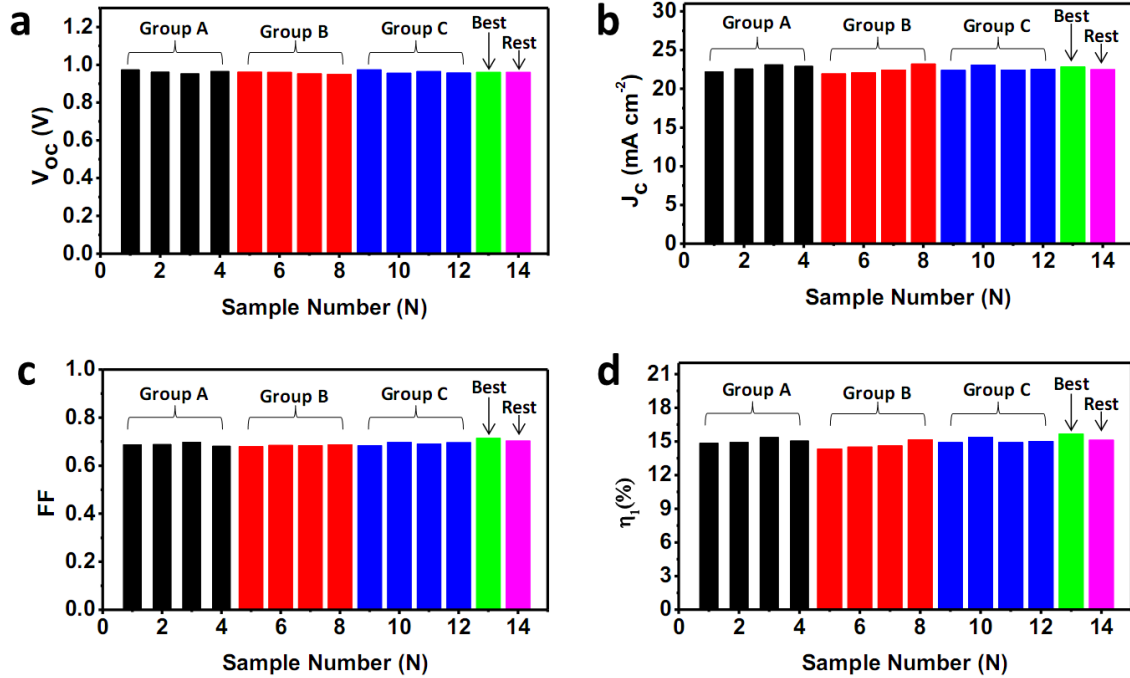 a
Group A
Group B
Group C
Best
Rest
1.2
1.0
0.8
0.6
0.4
0.2
0.0
V_OC (V)
0 2 4 6 8 10 12 14
Sample Number (N)
b
Group A
Group B
Group C
Best
Rest
30
25
20
15
10
5
0
J_C (mA cm⁻²)
0 2 4 6 8 10 12 14
Sample Number (N)
c
Group A
Group B
Group C
Best
Rest
1.0
0.8
0.6
0.4
0.2
0.0
FF
0 2 4 6 8 10 12 14
Sample Number (N)
d
Group A
Group B
Group C
Best
Rest
21
18
15
12
9
6
3
0
η₁(%)
0 2 4 6 8 10 12 14
Sample Number (N)